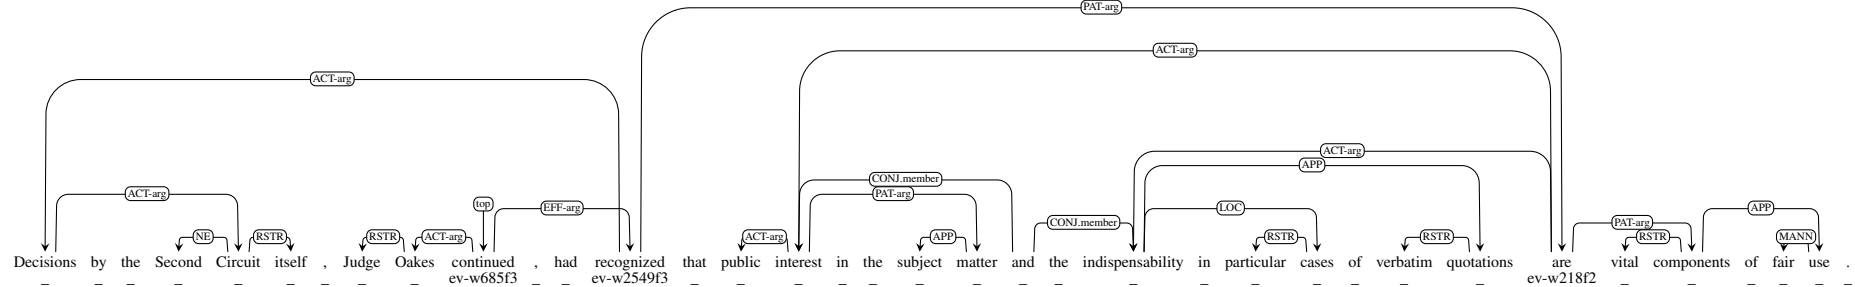 PAT-arg
ACT-arg
ACT-arg
ACT-arg
APP
CONJ.member
ACT-arg PAT-arg
top EFF-arg LOC APP
CONJ.member PAT-arg
NE RSTR RSTR ACT-arg ACT-arg APP RSTR RSTR RSTR MANN
Decisions by the Second Circuit itself , Judge Oakes continued , had recognized that public interest in the subject matter and the indispensability in particular cases of verbatim quotations are vital components of fair use .
_ _ _ _ _ _ _ _ _ ev-w685f3 _ _ ev-w2549f3 _ _ _ _ _ _ _ _ _ _ _ _ _ _ _ _ ev-w218f2 _ _ _ _ _ _